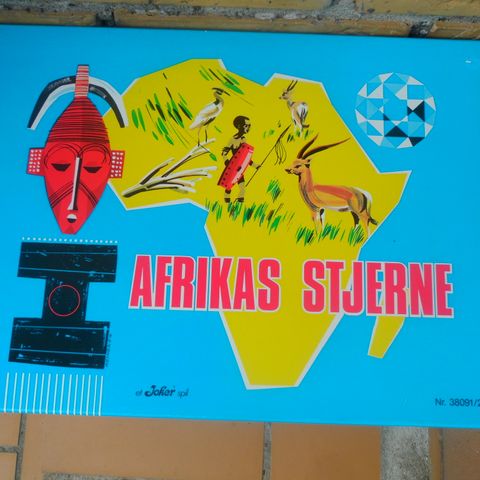 AFRIKAS STJERNE
et Joker spil
Nr. 38091/2